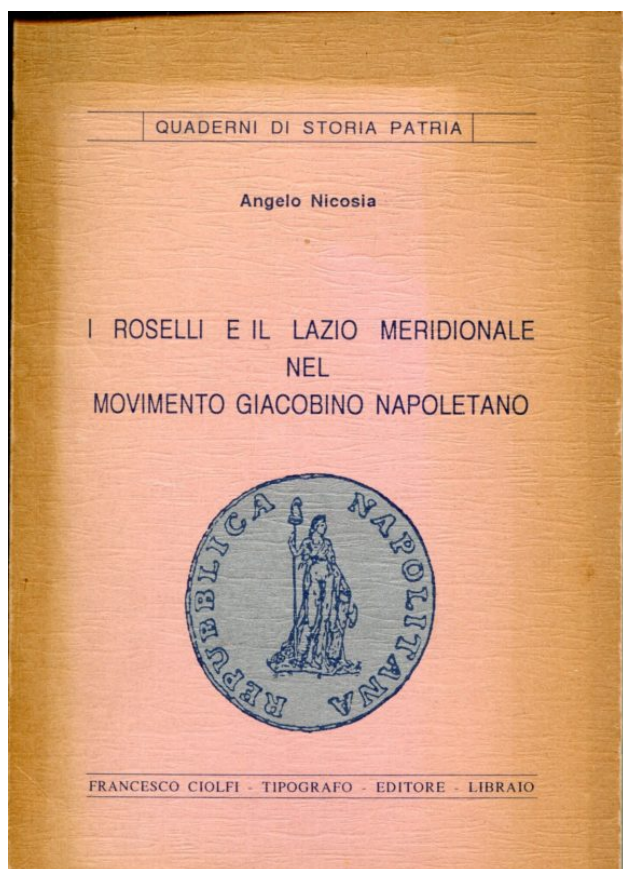 QUADERNI DI STORIA PATRIA
Angelo Nicosia
I ROSELLI E IL LAZIO MERIDIONALE
NEL
MOVIMENTO GIACOBINO NAPOLETANO
REPUBBLICA NAPOLITANA
FRANCESCO CIOLFI - TIPOGRAFO - EDITORE - LIBRAIO